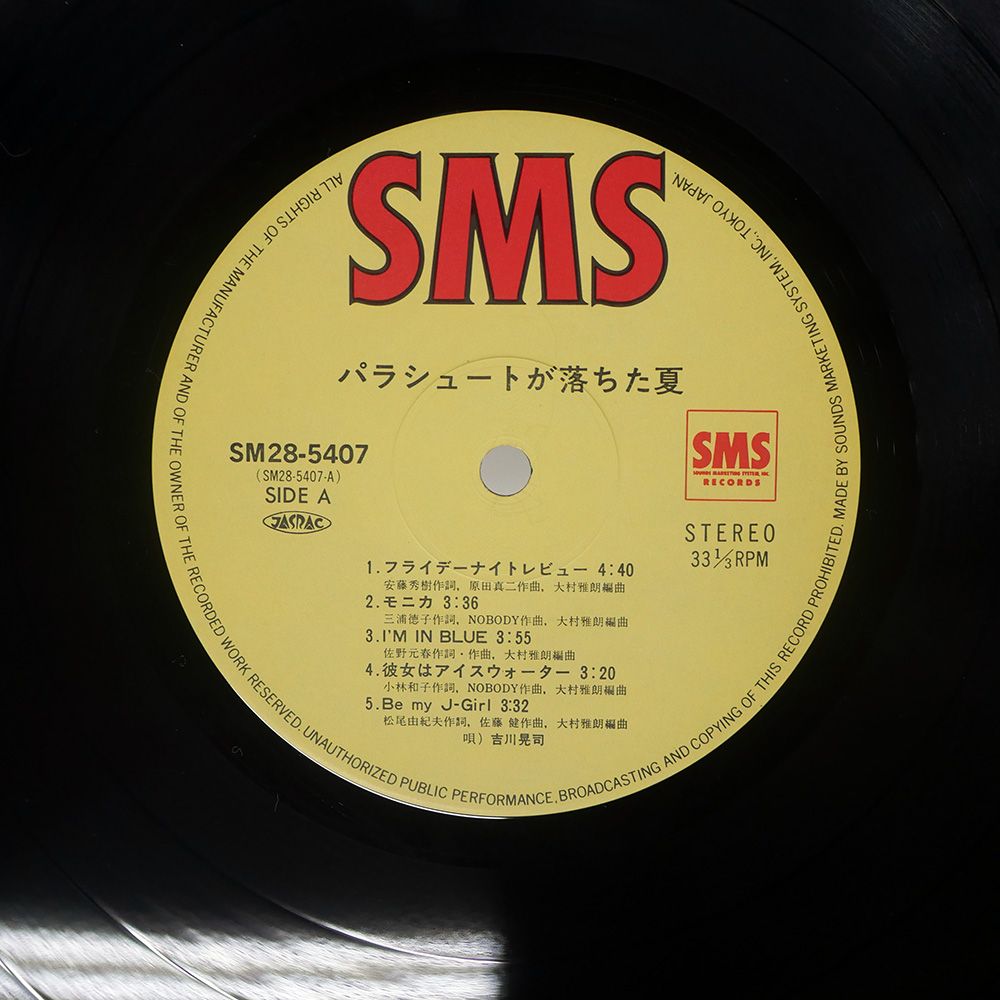 SMS
パラシュートが落ちた夏
SM28-5407
(SM28-5407-A)
SIDE A
JASRAC
SMS
SOUNDS MARKETING SYSTEM, INC.
RECORDS
STEREO
33 1/3 RPM
1. フライデーナイトレビュー 4:40
安藤秀樹作詞, 原田真二作曲, 大村雅朗編曲
2. モニカ 3:36
三浦徳子作詞, NOBODY作曲, 大村雅朗編曲
3. I'M IN BLUE 3:55
佐野元春作詞・作曲, 大村雅朗編曲
4. 彼女はアイスウォーター 3:20
小林和子作詞, NOBODY作曲, 大村雅朗編曲
5. Be my J-Girl 3:32
松尾由紀夫作詞, 佐藤 健作曲, 大村雅朗編曲
唄) 吉川晃司
ALL RIGHTS OF THE MANUFACTURER AND OF THE OWNER OF THE RECORDED WORK RESERVED. UNAUTHORIZED PUBLIC PERFORMANCE, BROADCASTING AND COPYING OF THIS RECORD PROHIBITED. MADE BY SOUNDS MARKETING SYSTEM, INC., TOKYO JAPAN.